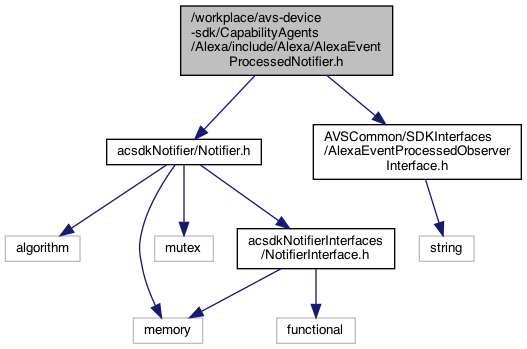 /workplace/avs-device
-sdk/CapabilityAgents
/Alexa/include/Alexa/AlexaEvent
ProcessedNotifier.h
acsdkNotifier/Notifier.h
AVSCommon/SDKInterfaces
/AlexaEventProcessedObserver
Interface.h
algorithm
mutex
acsdkNotifierInterfaces
/NotifierInterface.h
string
memory
functional